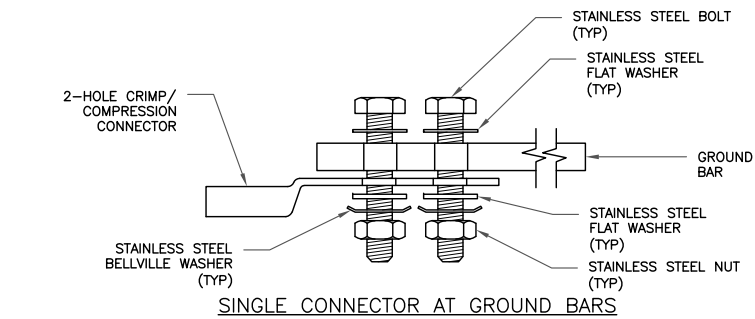 STAINLESS STEEL BOLT
(TYP)
STAINLESS STEEL
FLAT WASHER
(TYP)
2-HOLE CRIMP/
COMPRESSION
CONNECTOR
GROUND
BAR
STAINLESS STEEL
FLAT WASHER
(TYP)
STAINLESS STEEL
BELLVILLE WASHER
(TYP)
STAINLESS STEEL NUT
(TYP)
SINGLE CONNECTOR AT GROUND BARS